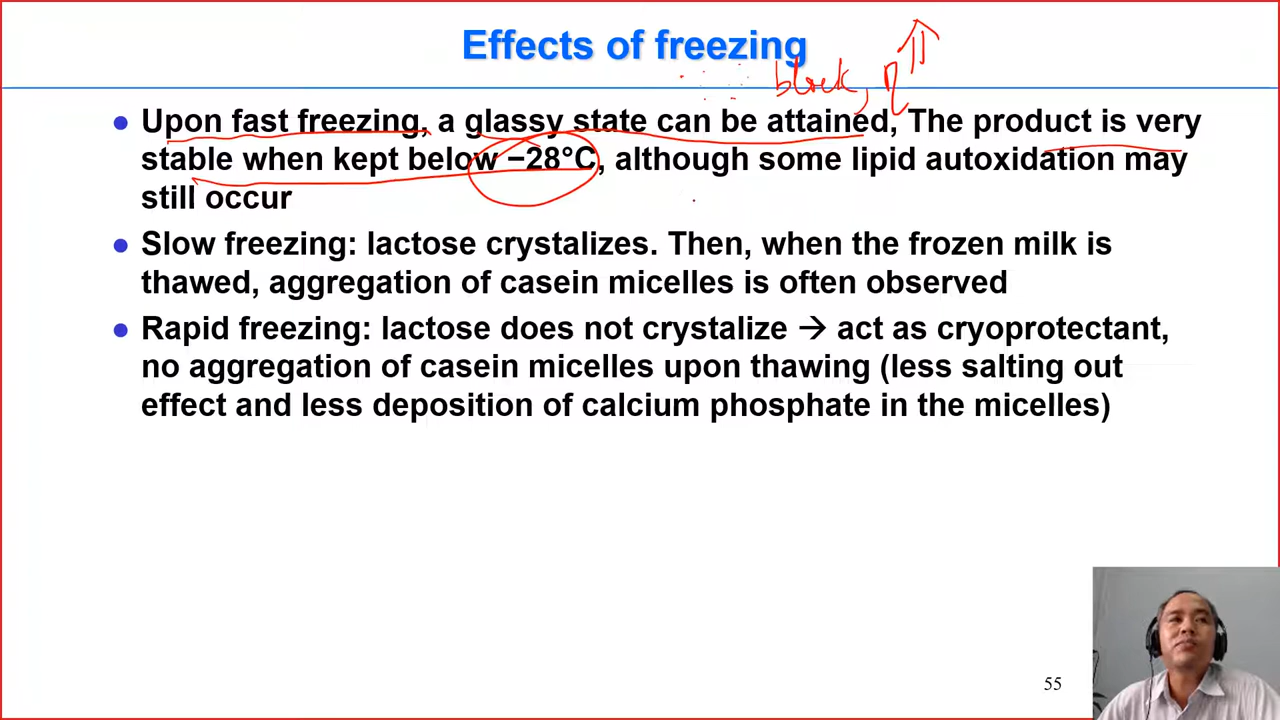 Effects of freezing
block, η ⇑
Upon fast freezing, a glassy state can be attained, The product is very
stable when kept below −28°C, although some lipid autoxidation may
still occur
Slow freezing: lactose crystalizes. Then, when the frozen milk is
thawed, aggregation of casein micelles is often observed
Rapid freezing: lactose does not crystalize → act as cryoprotectant,
no aggregation of casein micelles upon thawing (less salting out
effect and less deposition of calcium phosphate in the micelles)
55